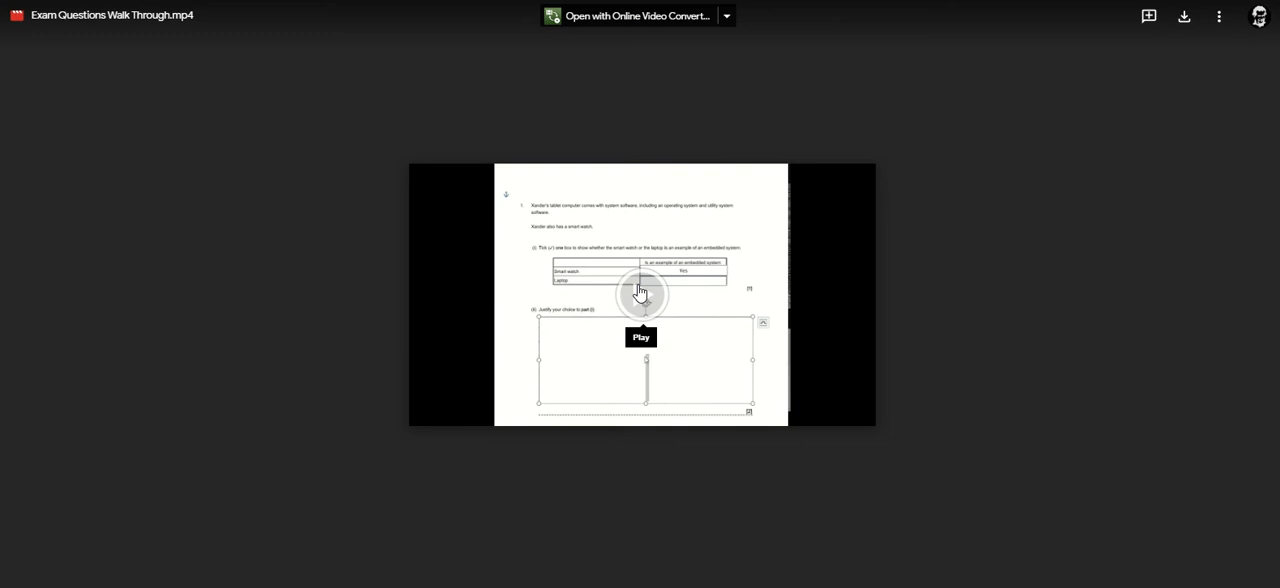 Exam Questions Walk Through.mp4
Open with Online Video Convert...
1. Xander's tablet computer comes with system software, including an operating system and utility system
software.
Xander also has a smart watch.
(i) Tick (✓) one box to show whether the smart watch or the laptop is an example of an embedded system.
Is an example of an embedded system
Smart watch Yes
Laptop
[1]
(ii) Justify your choice to part (i)
Play
[2]